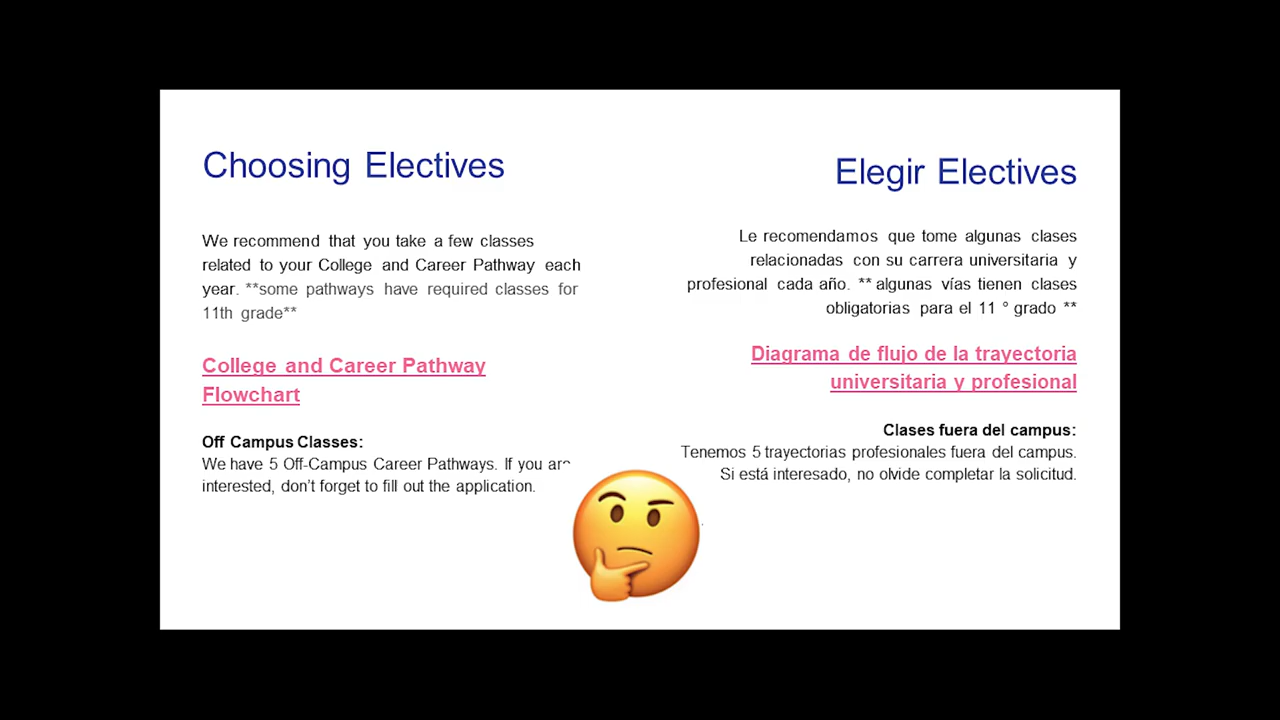 Choosing Electives
We recommend that you take a few classes
related to your College and Career Pathway each
year. **some pathways have required classes for
11th grade**
College and Career Pathway
Flowchart
Off Campus Classes:
We have 5 Off-Campus Career Pathways. If you are
interested, don't forget to fill out the application.
Elegir Electives
Le recomendamos que tome algunas clases
relacionadas con su carrera universitaria y
profesional cada año. ** algunas vías tienen clases
obligatorias para el 11 ° grado **
Diagrama de flujo de la trayectoria
universitaria y profesional
Clases fuera del campus:
Tenemos 5 trayectorias profesionales fuera del campus.
Si está interesado, no olvide completar la solicitud.